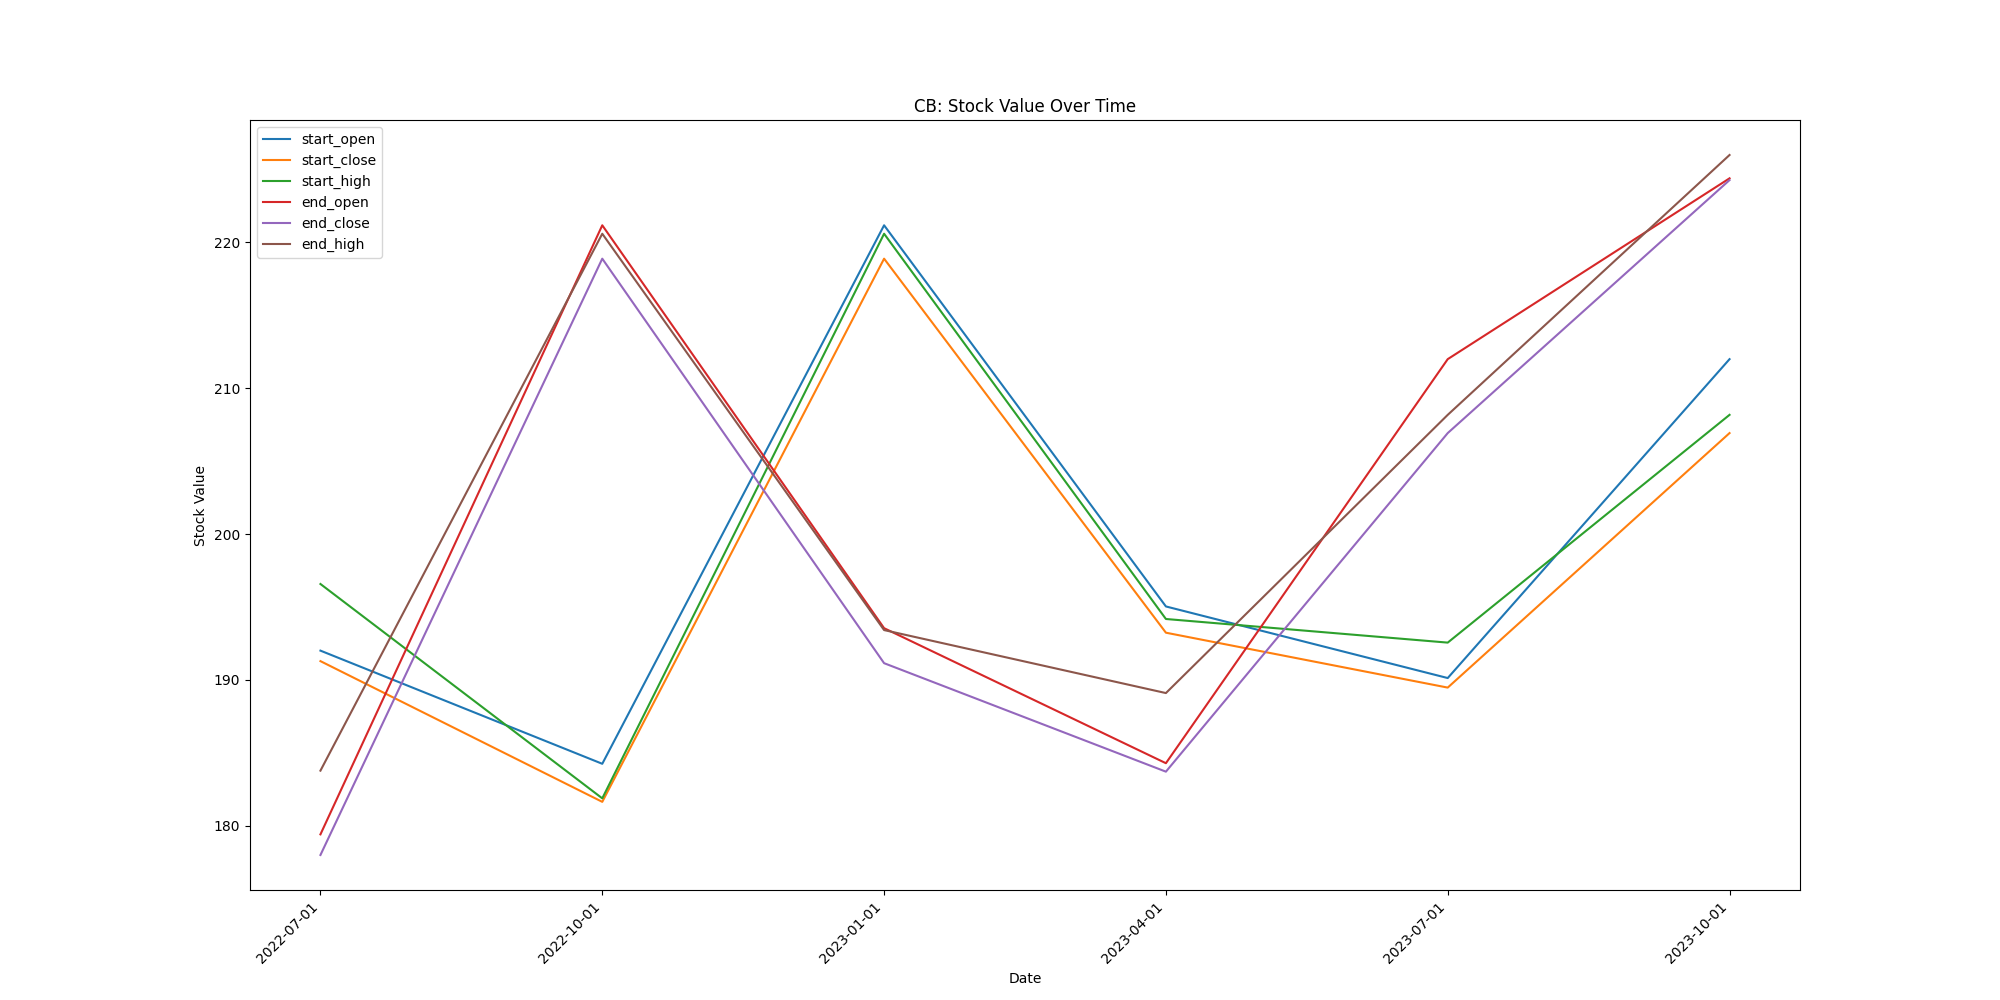 CB: Stock Value Over Time
start_open
start_close
start_high
end_open
end_close
end_high
Stock Value
220
210
200
190
180
2022-07-01
2022-10-01
2023-01-01
2023-04-01
2023-07-01
2023-10-01
Date